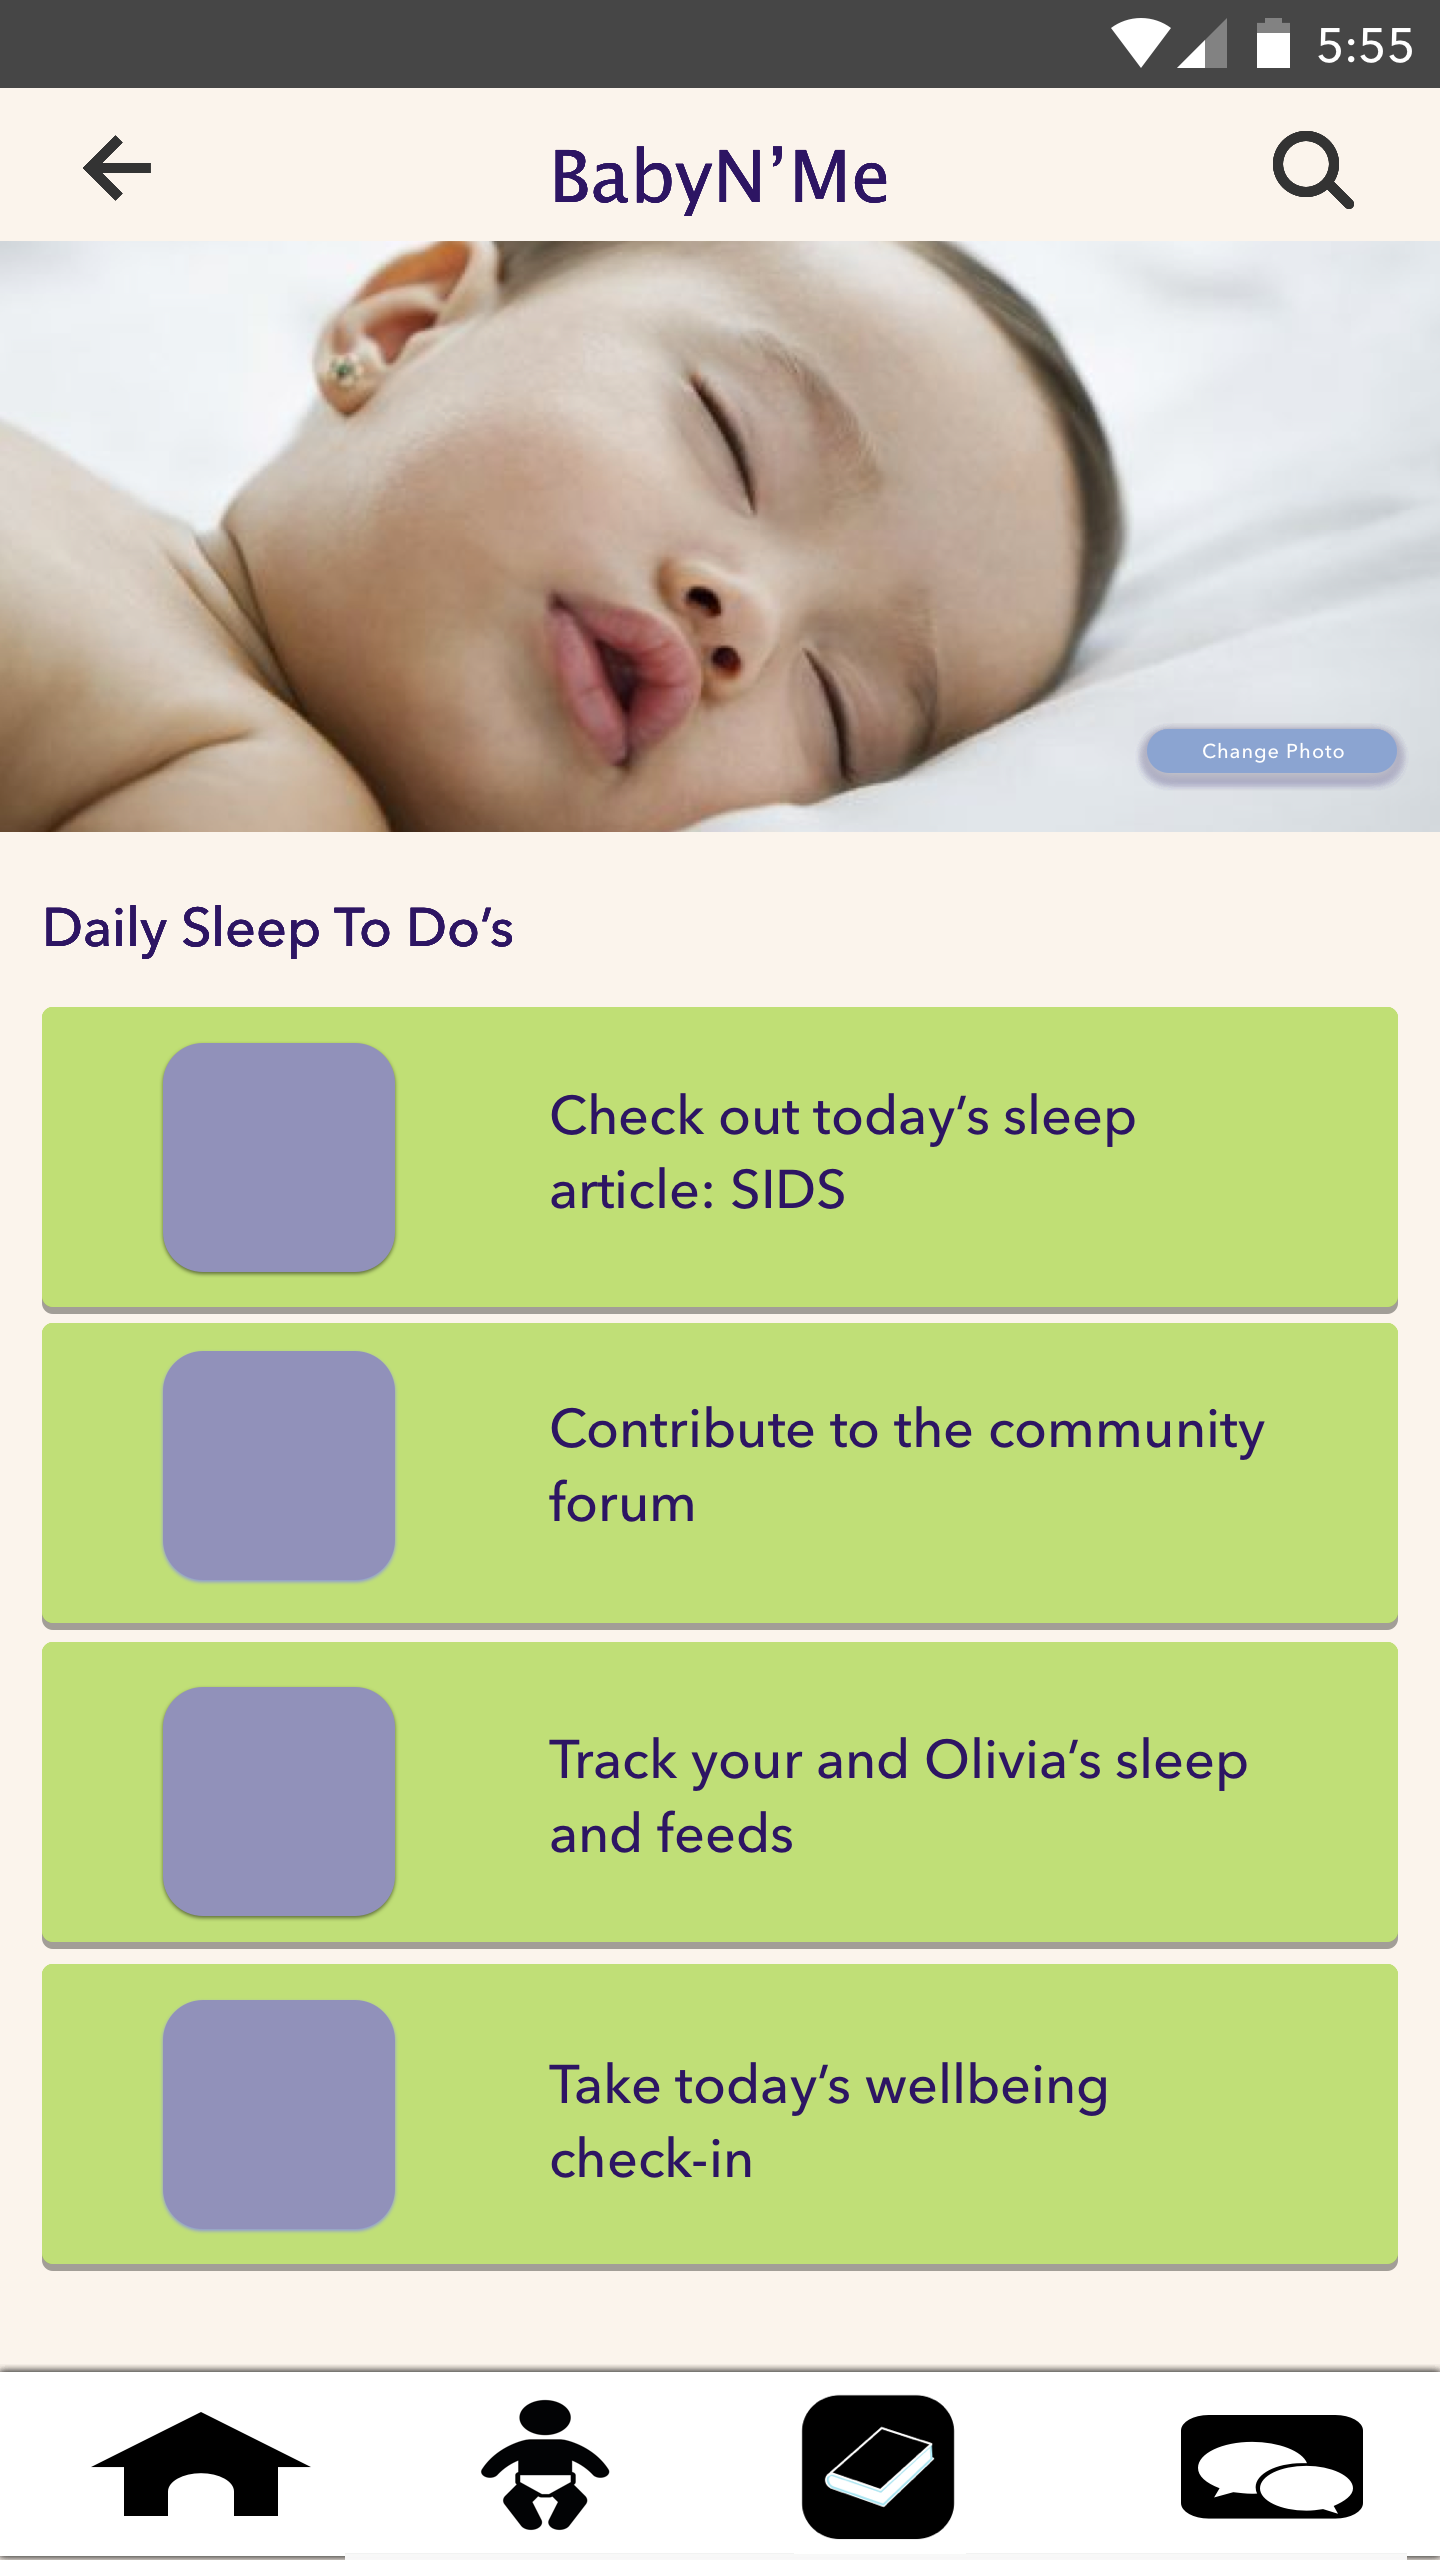 5:55
BabyN’Me
Change Photo
Daily Sleep To Do’s
Check out today’s sleep
article: SIDS
Contribute to the community
forum
Track your and Olivia’s sleep
and feeds
Take today’s wellbeing
check-in